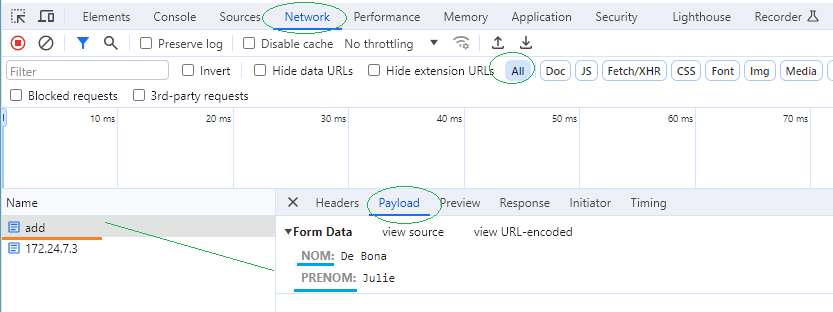 Elements Console Sources Network Performance Memory Application Security Lighthouse Recorder
Preserve log Disable cache No throttling
Filter Invert Hide data URLs Hide extension URLs All Doc JS Fetch/XHR CSS Font Img Media
Blocked requests 3rd-party requests
10 ms 20 ms 30 ms 40 ms 50 ms 60 ms 70 ms
Name Headers Payload Preview Response Initiator Timing
add
172.24.7.3
Form Data view source view URL-encoded
NOM: De Bona
PRENOM: Julie